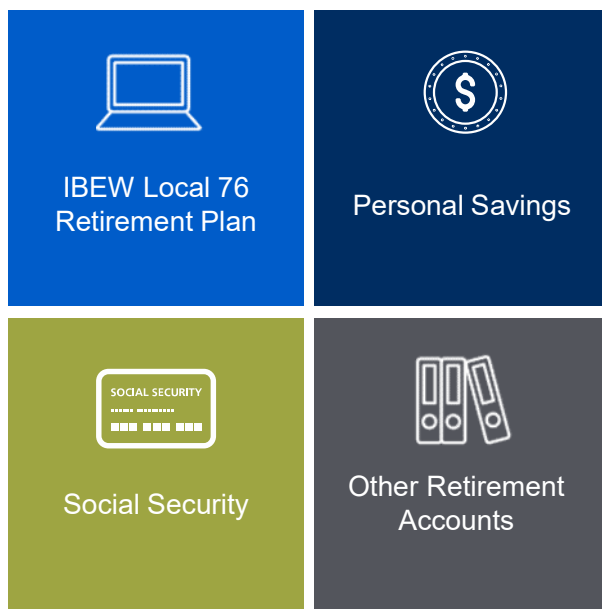 IBEW Local 76
Retirement Plan
$
Personal Savings
SOCIAL SECURITY
Social Security
Other Retirement
Accounts